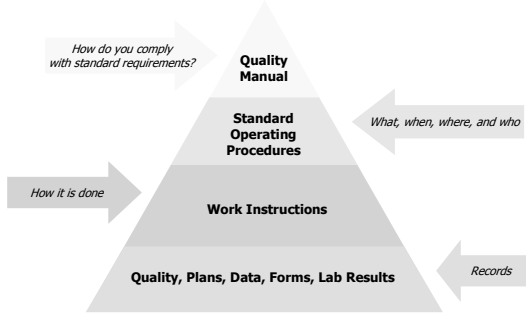 How do you comply
with standard requirements?
Quality
Manual
Standard
Operating
Procedures
What, when, where, and who
How it is done
Work Instructions
Quality, Plans, Data, Forms, Lab Results
Records